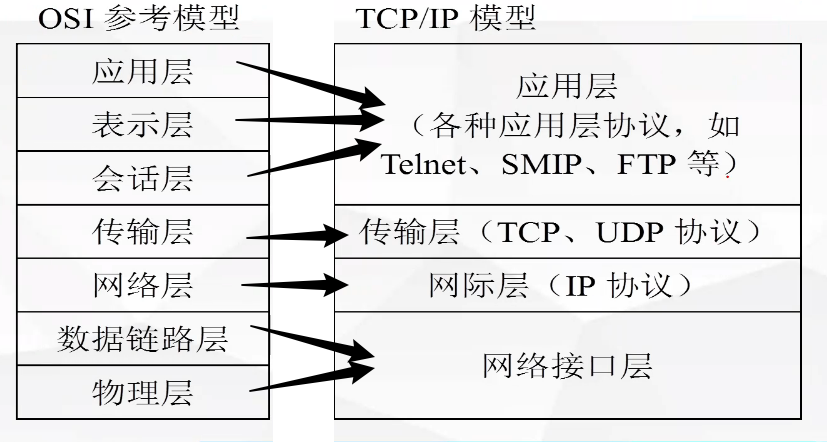 OSI 参考模型
应用层
表示层
会话层
传输层
网络层
数据链路层
物理层
TCP/IP 模型
应用层
（各种应用层协议，如
Telnet、SMIP、FTP 等）
传输层（TCP、UDP 协议）
网际层（IP 协议）
网络接口层